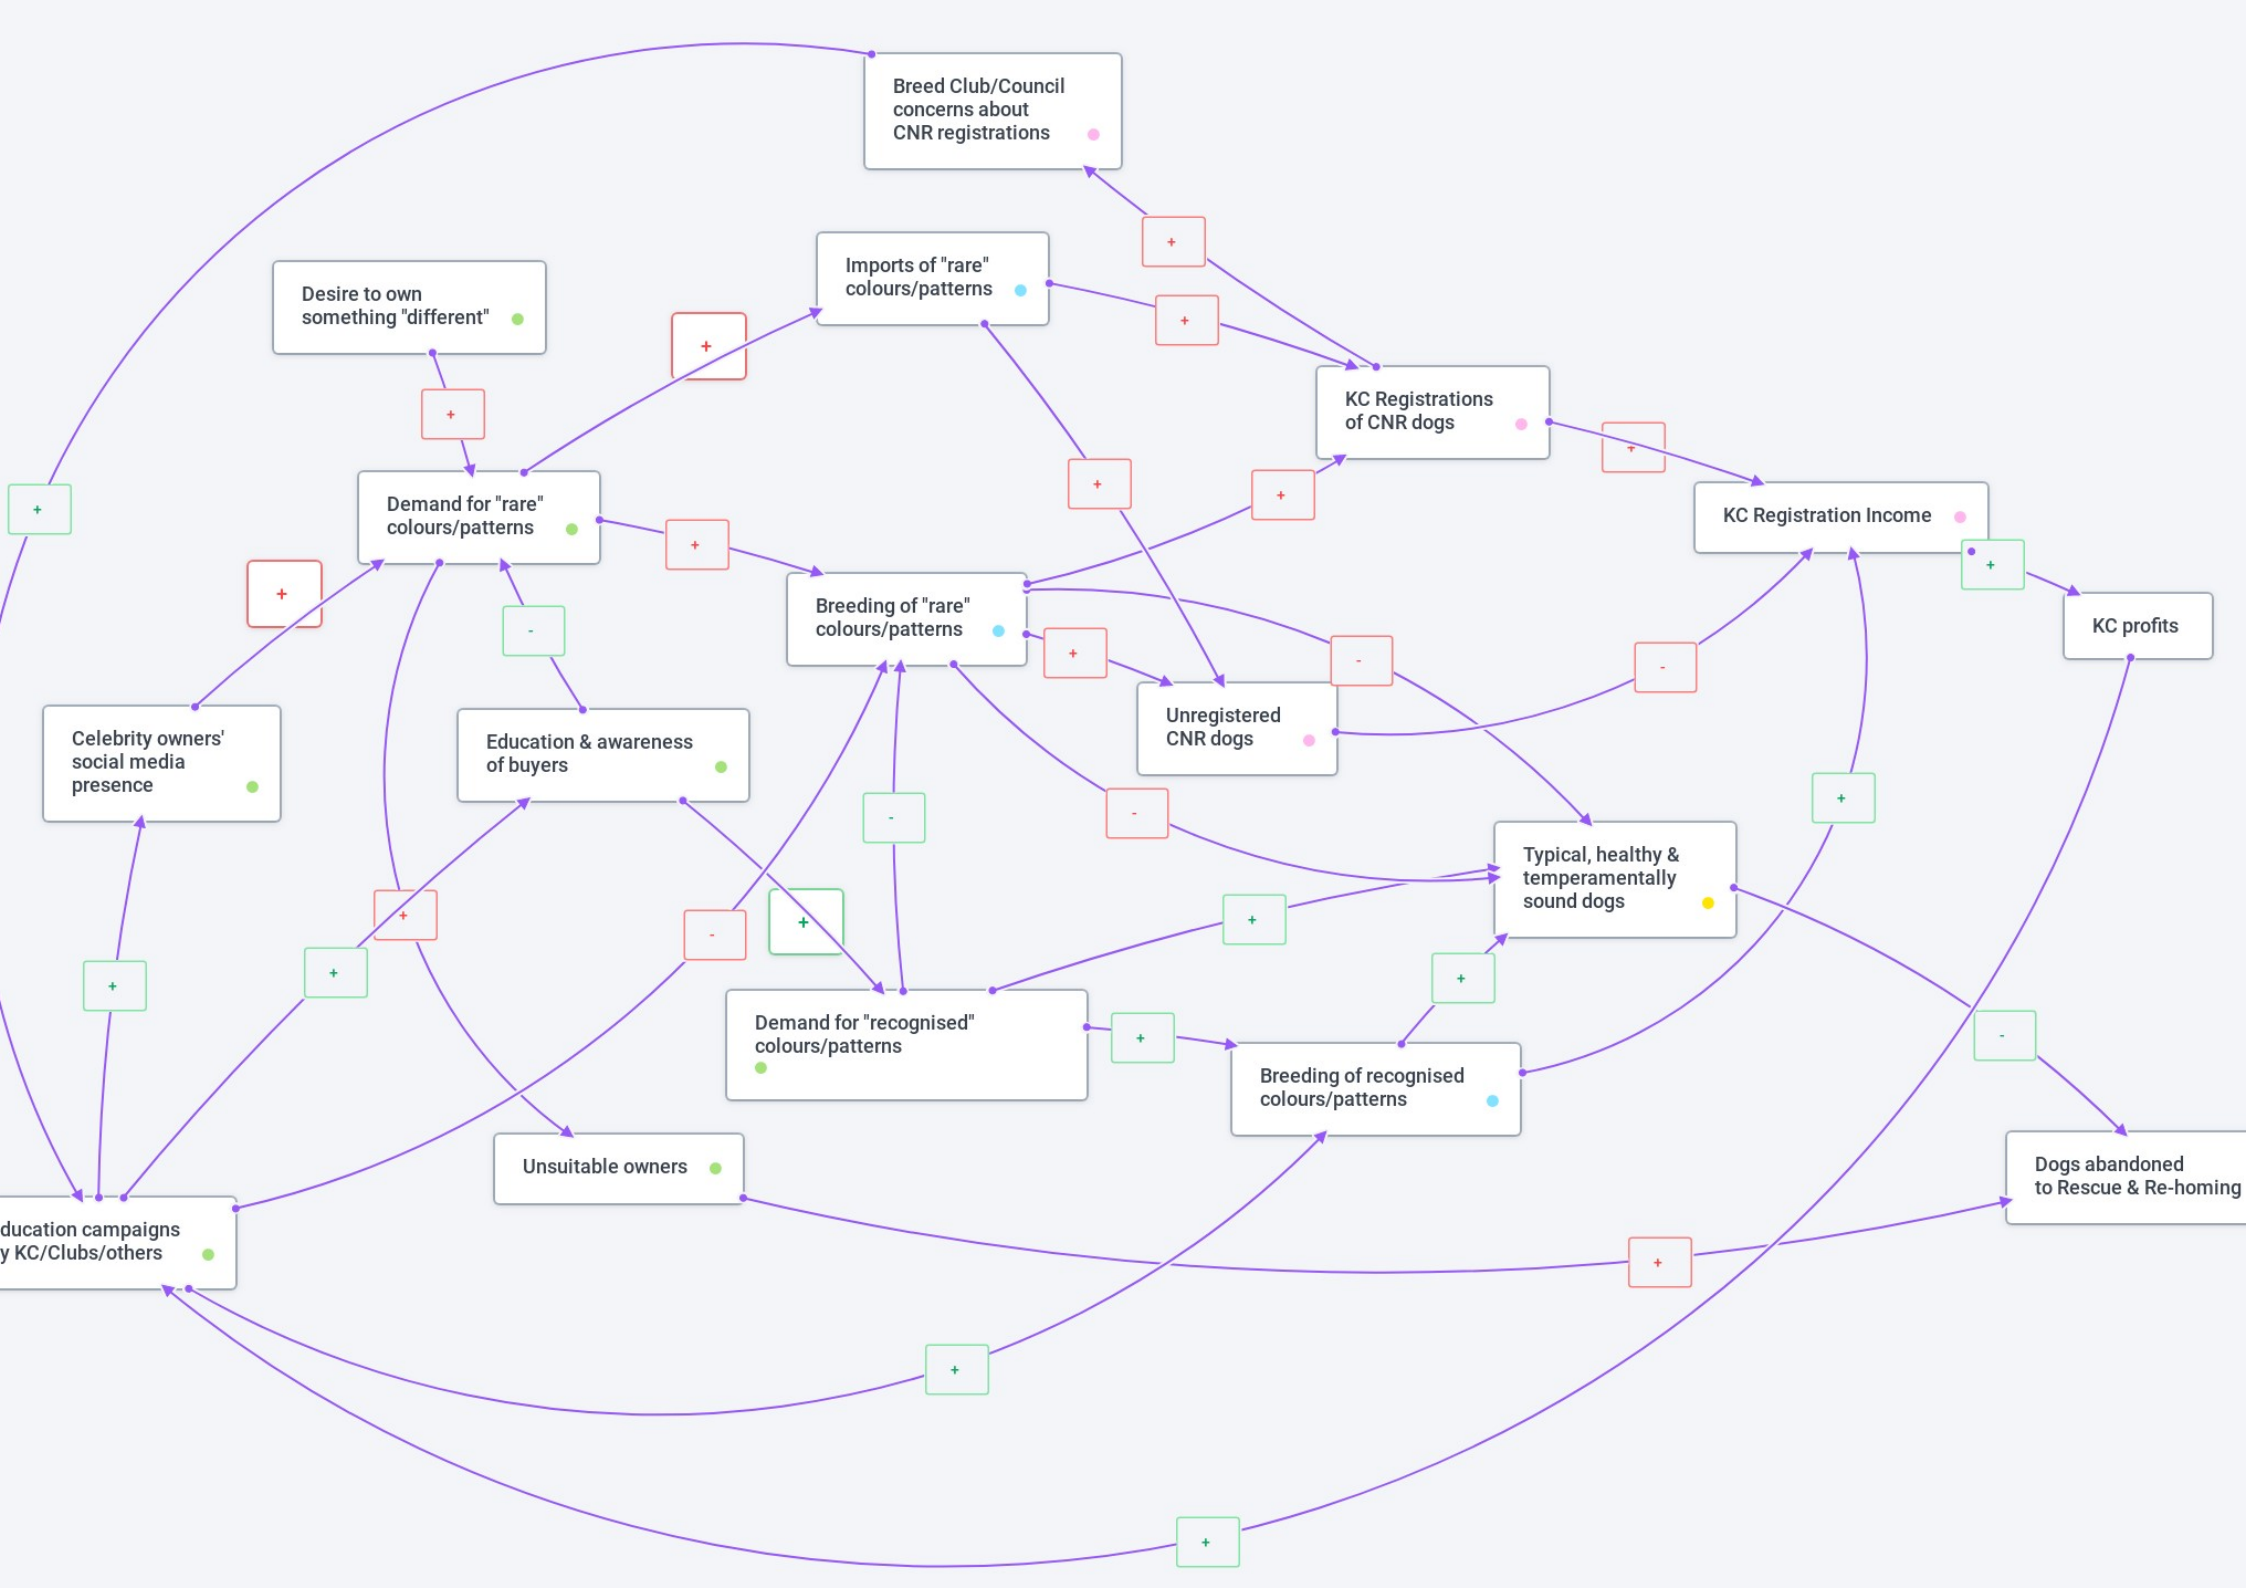 Breed Club/Council
concerns about
CNR registrations
+
Imports of "rare"
colours/patterns
Desire to own
something "different"
+
+
+
KC Registrations
of CNR dogs
+
+
Demand for "rare"
colours/patterns
+
+
+
+
KC Registration Income
+
+
+
Breeding of "rare"
colours/patterns
KC profits
-
+
-
-
Unregistered
CNR dogs
Celebrity owners'
social media
presence
Education & awareness
of buyers
-
-
+
Typical, healthy &
temperamentally
sound dogs
+
-
+
+
+
+
+
Demand for "recognised"
colours/patterns
+
-
Breeding of recognised
colours/patterns
Unsuitable owners
Dogs abandoned
to Rescue & Re-homing
ducation campaigns
y KC/Clubs/others
+
+
+